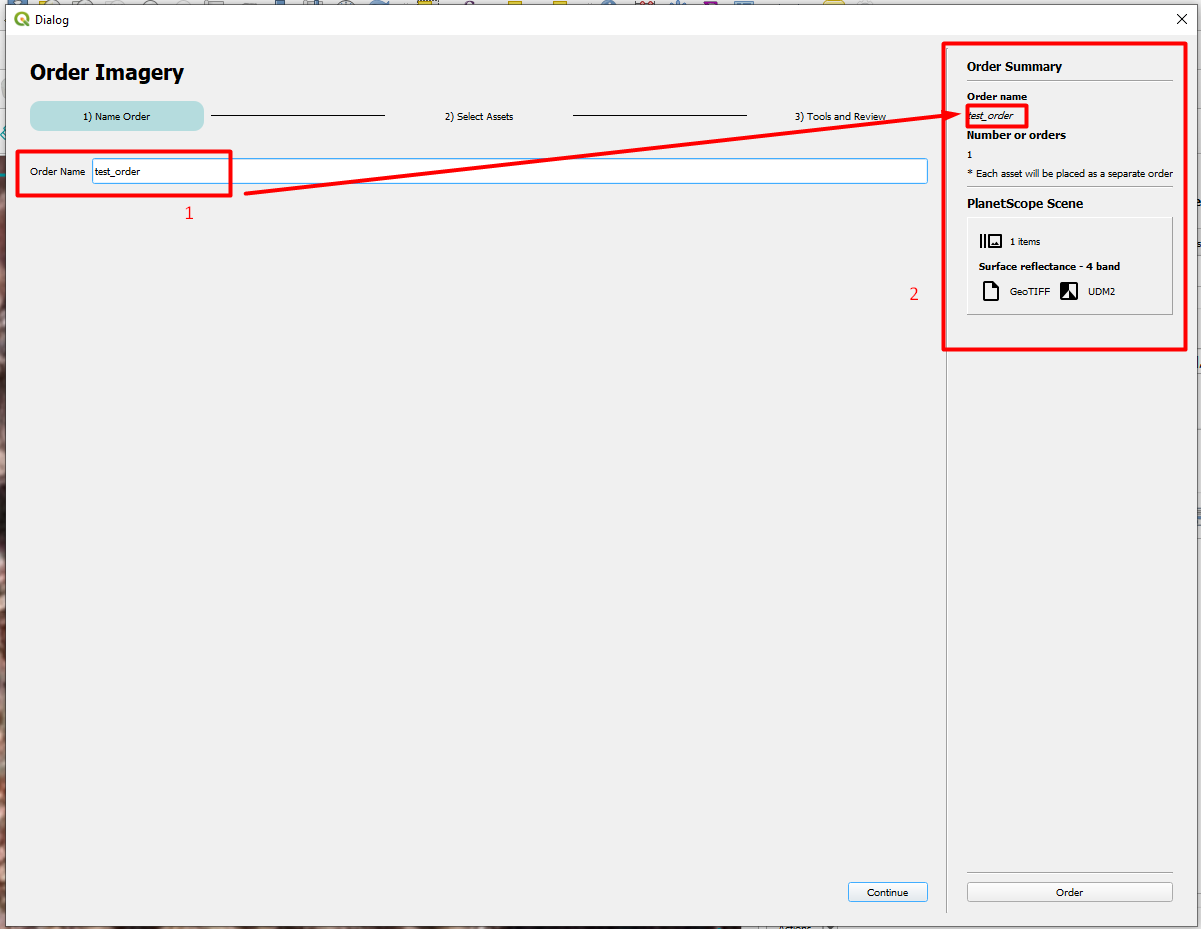 Dialog
Order Imagery
1) Name Order
2) Select Assets
3) Tools and Review
Order Name test_order
1
2
Order Summary
Order name
test_order
Number or orders
1
* Each asset will be placed as a separate order
PlanetScope Scene
1 items
Surface reflectance - 4 band
GeoTIFF UDM2
Continue
Order